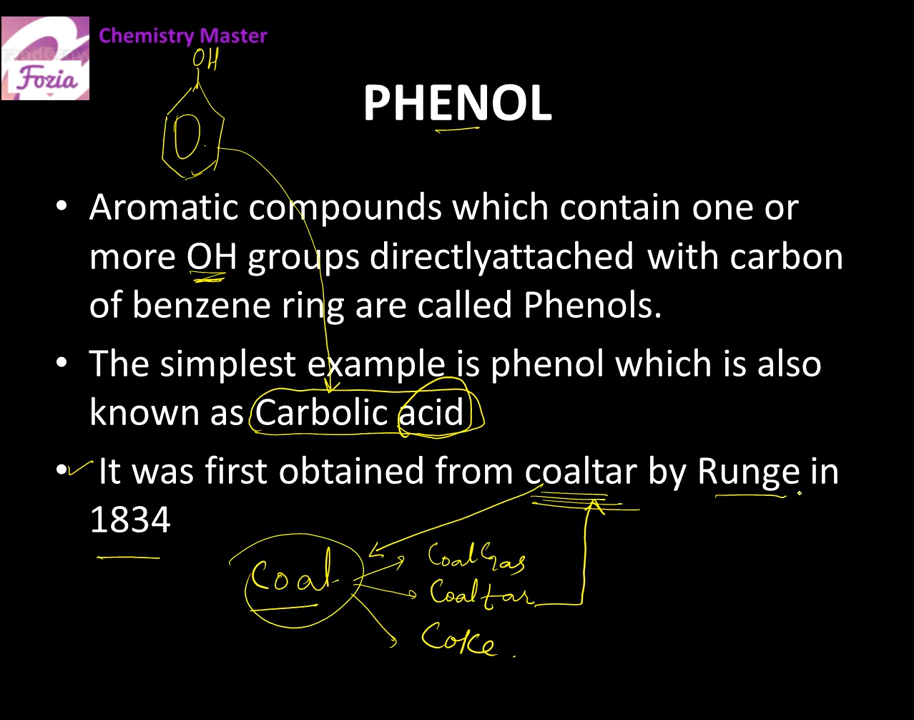 Chemistry Master
Fozia
OH
PHENOL
• Aromatic compounds which contain one or
more OH groups directlyattached with carbon
of benzene ring are called Phenols.
• The simplest example is phenol which is also
known as Carbolic acid
• It was first obtained from coaltar by Runge in
1834
Coal
Coal Gas
Coaltar
Coke